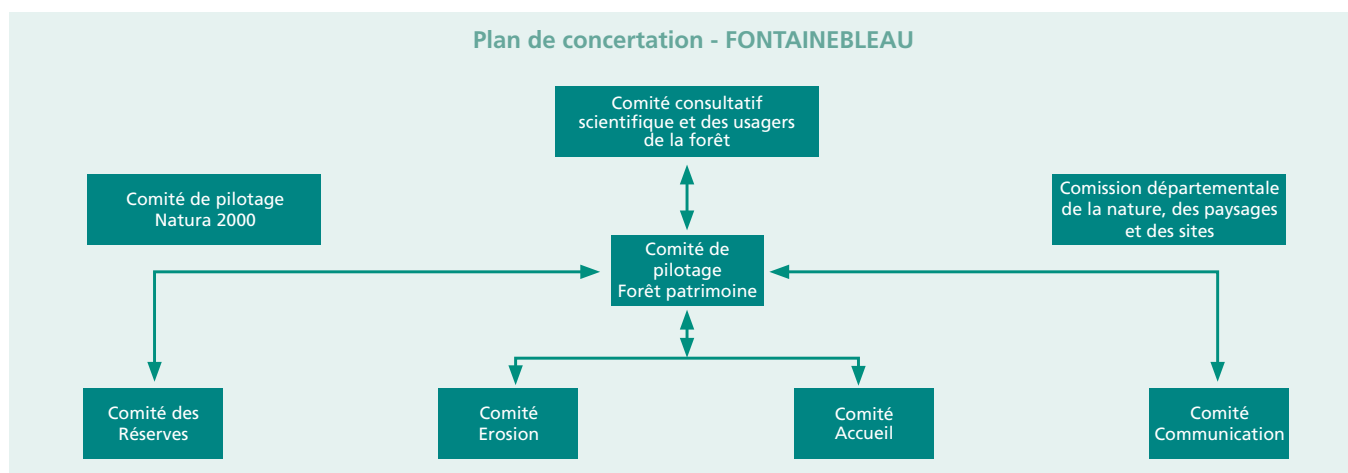 Plan de concertation - FONTAINEBLEAU
Comité consultatif
scientifique et des usagers
de la forêt
Comité de pilotage
Natura 2000
Comission départementale
de la nature, des paysages
et des sites
Comité de
pilotage
Forêt patrimoine
Comité des
Réserves
Comité
Erosion
Comité
Accueil
Comité
Communication